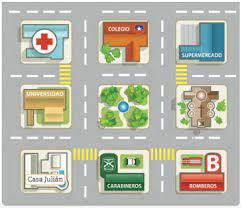 COLEGIO
SUPERMERCADO
UNIVERSIDAD
Casa Julián
CARABINEROS
B
BOMBEROS